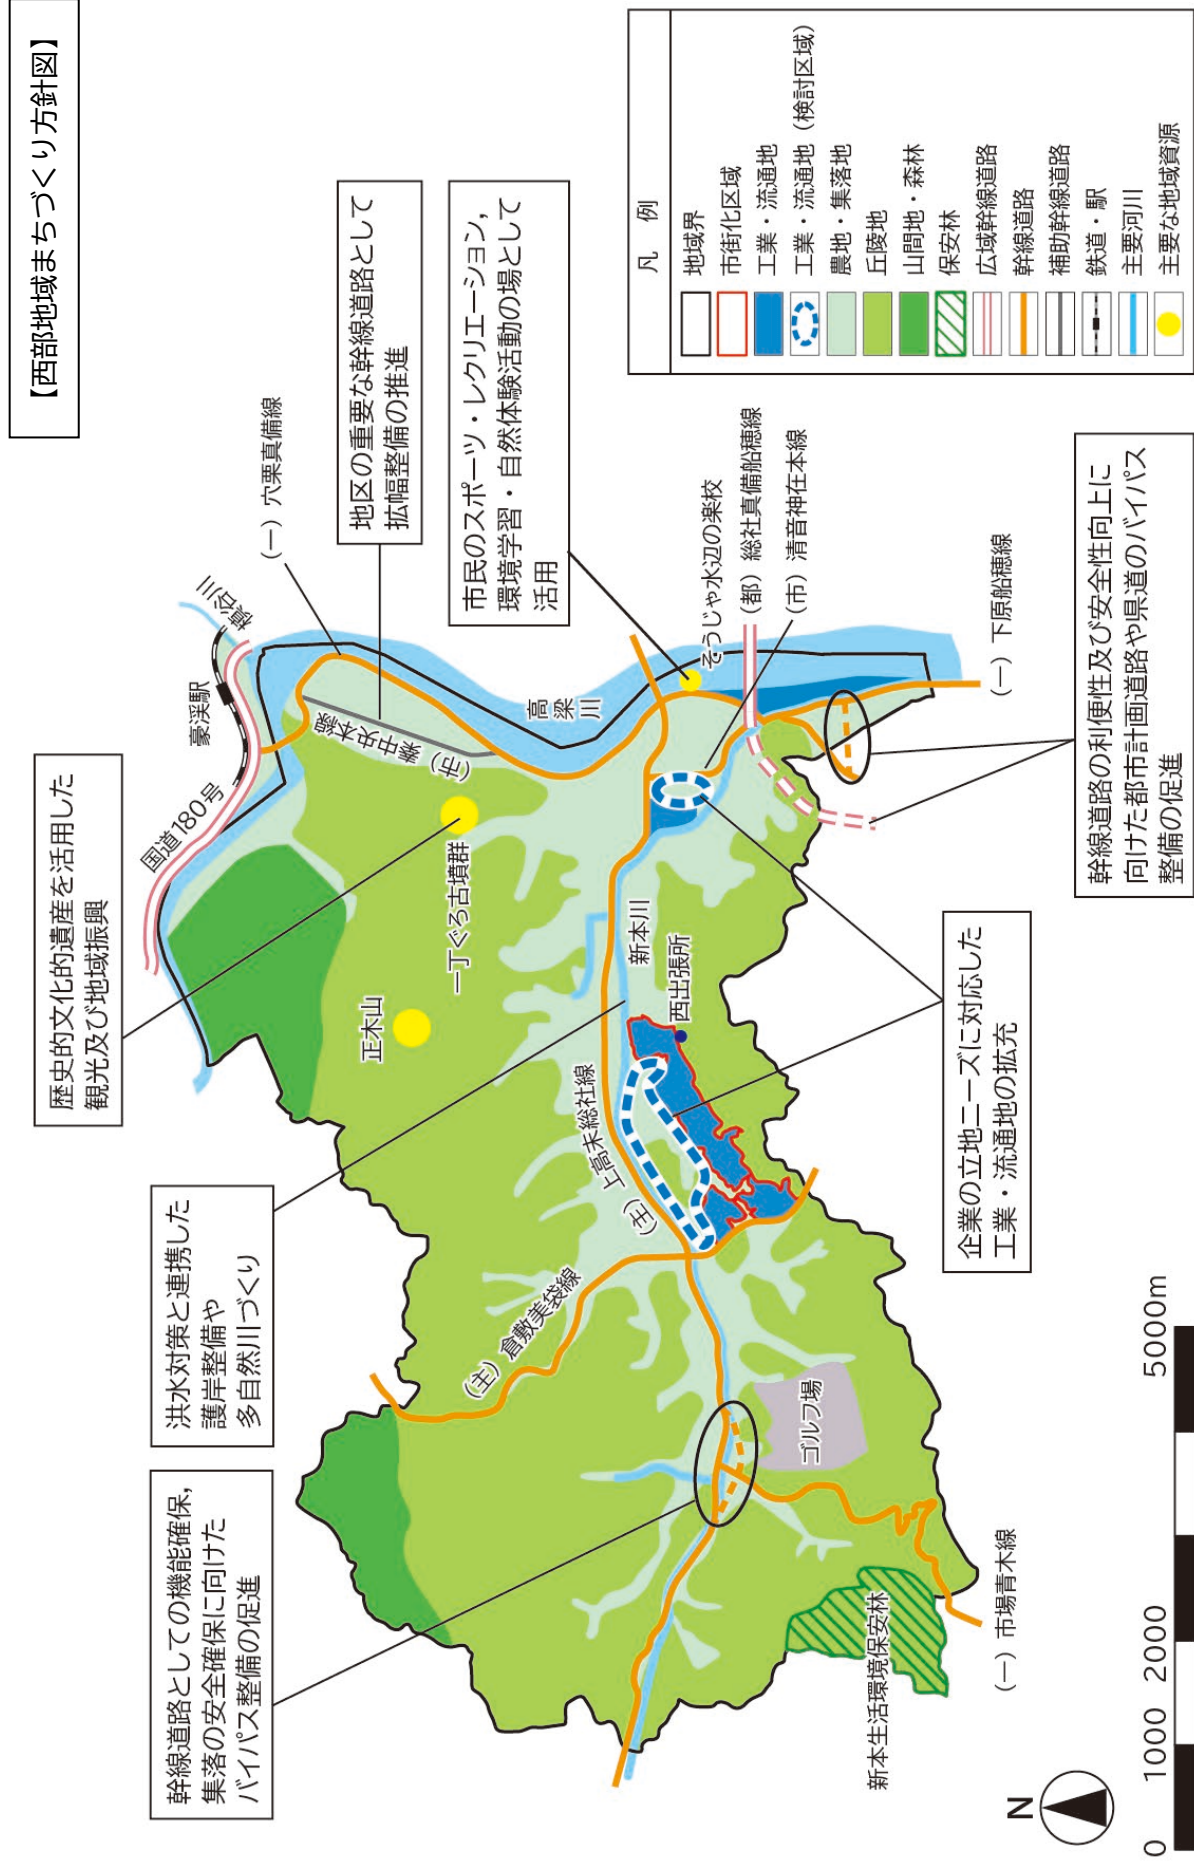 【西部地域まちづくり方針図】
幹線道路としての機能確保，
集落の安全確保に向けた
バイパス整備の促進
洪水対策と連携した
護岸整備や
多自然川づくり
歴史的文化的遺産を活用した
観光及び地域振興
地区の重要な幹線道路として
拡幅整備の推進
市民のスポーツ・レクリエーション，
環境学習・自然体験活動の場として
活用
国道180号
豪渓駅
槙谷川
（一）宍粟真備線
（市）秦中央本線
高
梁
川
正木山
一丁ぐろ古墳群
（主）倉敷美袋線
（主）上高末総社線
新本川
西出張所
そうじゃ水辺の楽校
（都）総社真備船穂線
（市）清音神在本線
（一）下原船穂線
ゴルフ場
新本生活環境保安林
（一）市場青木線
企業の立地ニーズに対応した
工業・流通地の拡充
幹線道路の利便性及び安全性向上に
向けた都市計画道路や県道のバイパス
整備の促進
凡　例
地域界
市街化区域
工業・流通地
工業・流通地（検討区域）
農地・集落地
丘陵地
山間地・森林
保安林
広域幹線道路
幹線道路
補助幹線道路
鉄道・駅
主要河川
主要な地域資源
N
0 1000 2000 5000m